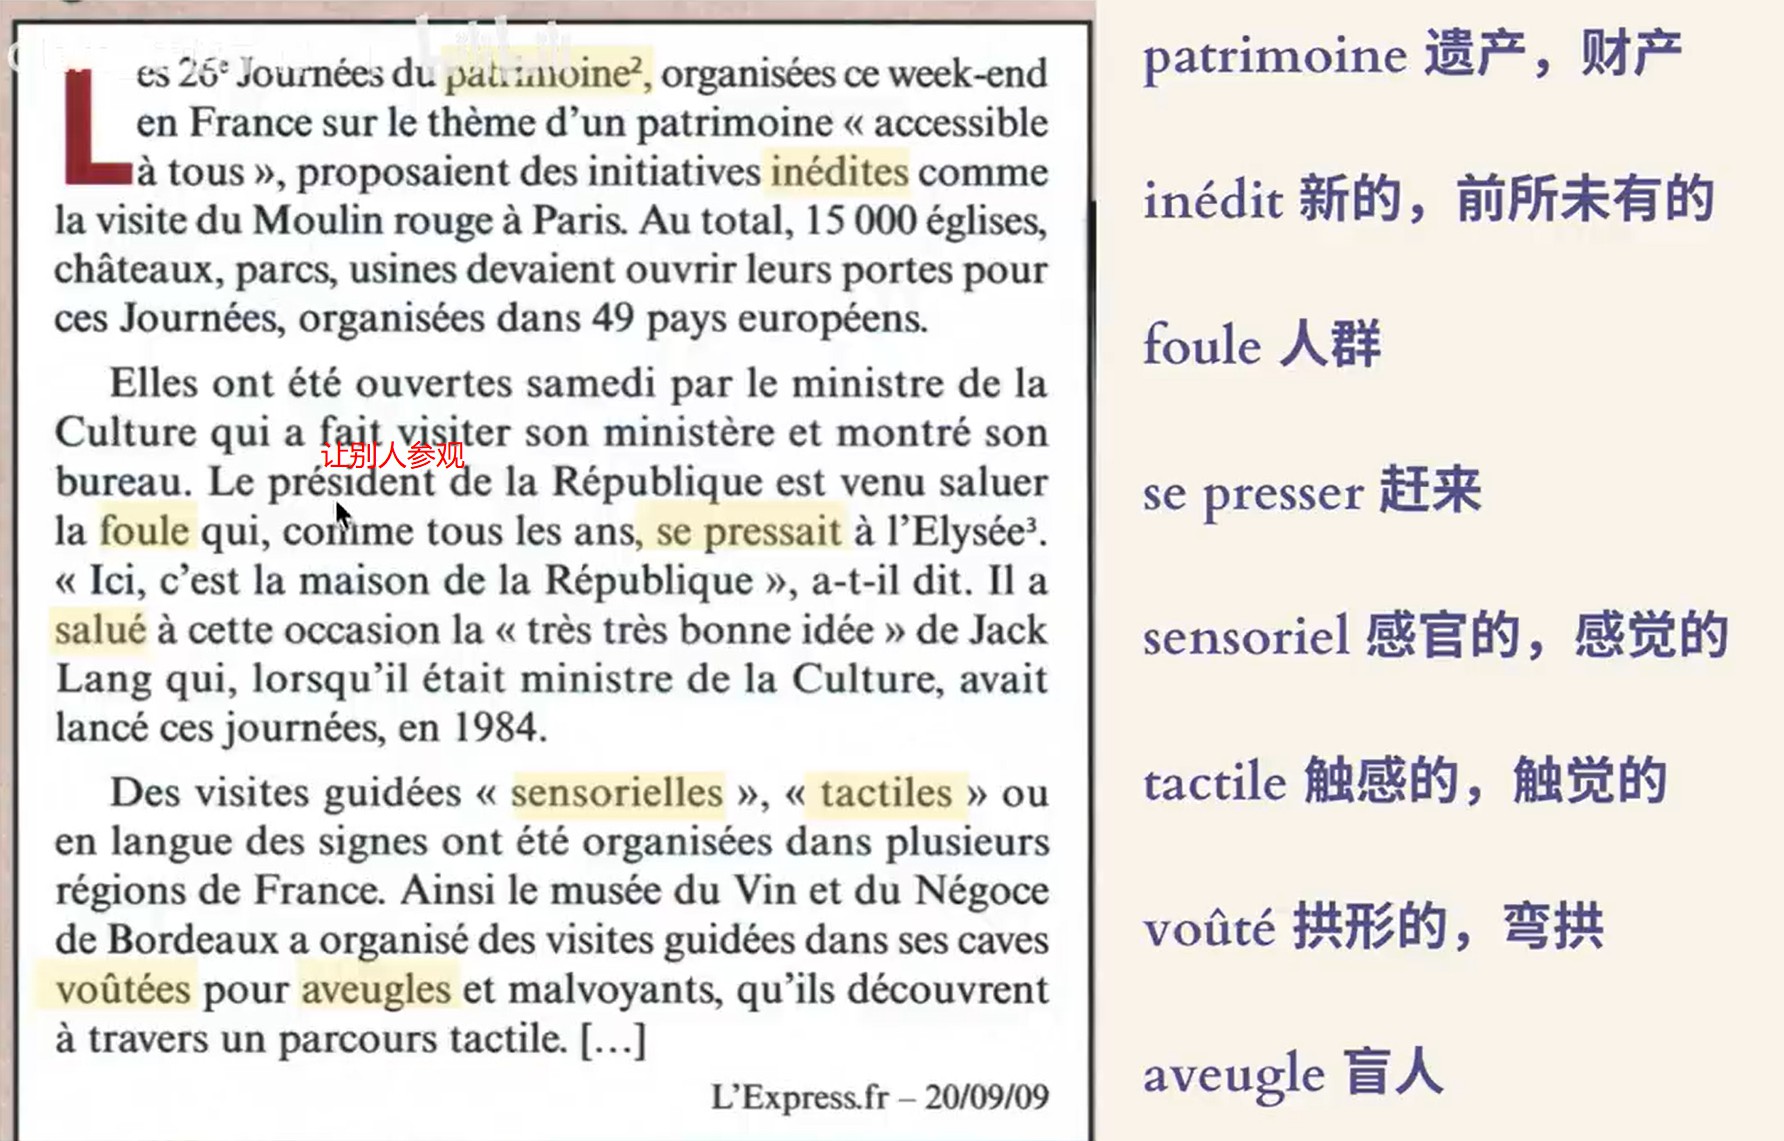 Les 26e Journées du patrimoine², organisées ce week-end
en France sur le thème d'un patrimoine « accessible
à tous », proposaient des initiatives inédites comme
la visite du Moulin rouge à Paris. Au total, 15 000 églises,
châteaux, parcs, usines devaient ouvrir leurs portes pour
ces Journées, organisées dans 49 pays européens.
Elles ont été ouvertes samedi par le ministre de la
Culture qui a fait visiter son ministère et montré son
让别人参观
bureau. Le président de la République est venu saluer
la foule qui, comme tous les ans, se pressait à l'Elysée³.
« Ici, c'est la maison de la République », a-t-il dit. Il a
salué à cette occasion la « très très bonne idée » de Jack
Lang qui, lorsqu'il était ministre de la Culture, avait
lancé ces journées, en 1984.
Des visites guidées « sensorielles », « tactiles » ou
en langue des signes ont été organisées dans plusieurs
régions de France. Ainsi le musée du Vin et du Négoce
de Bordeaux a organisé des visites guidées dans ses caves
voûtées pour aveugles et malvoyants, qu'ils découvrent
à travers un parcours tactile. [...]
L'Express.fr – 20/09/09
patrimoine 遗产，财产
inédit 新的，前所未有的
foule 人群
se presser 赶来
sensoriel 感官的，感觉的
tactile 触感的，触觉的
voûté 拱形的，弯拱
aveugle 盲人